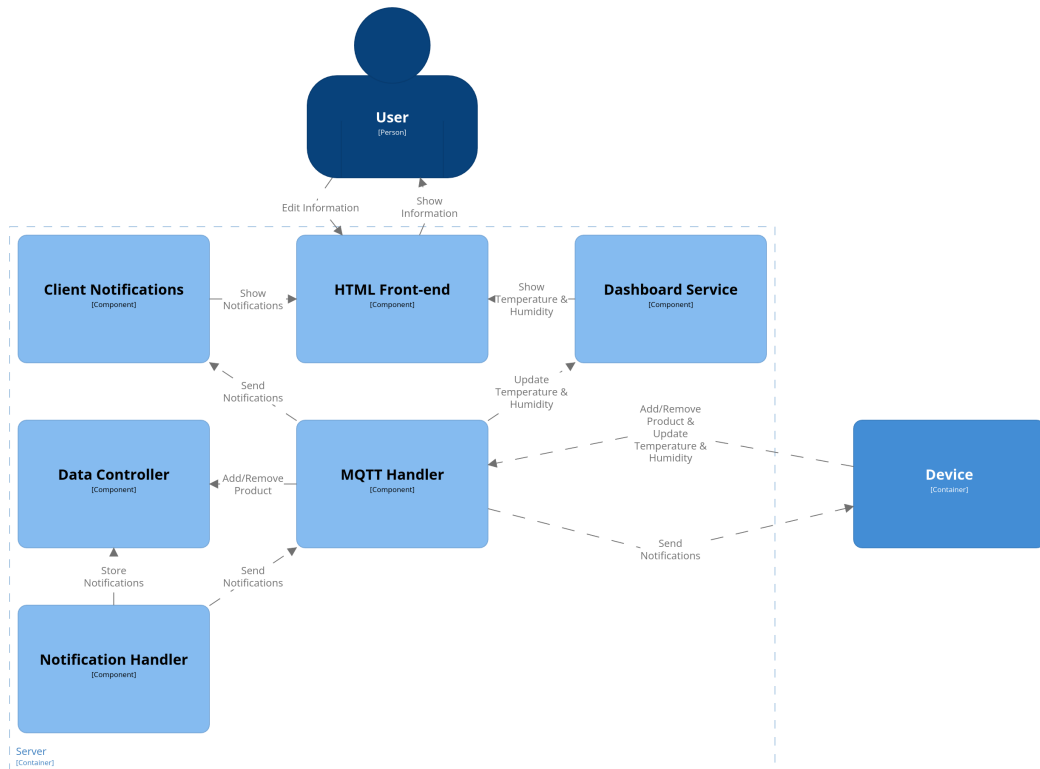 User
[Person]
Edit Information
Show
Information
Client Notifications
[Component]
Show
Notifications
HTML Front-end
[Component]
Show
Temperature &
Humidity
Dashboard Service
[Component]
Send
Notifications
Update
Temperature &
Humidity
Add/Remove
Product &
Update
Temperature &
Humidity
Data Controller
[Component]
Add/Remove
Product
MQTT Handler
[Component]
Device
[Container]
Send
Notifications
Store
Notifications
Send
Notifications
Notification Handler
[Component]
Server
[Container]